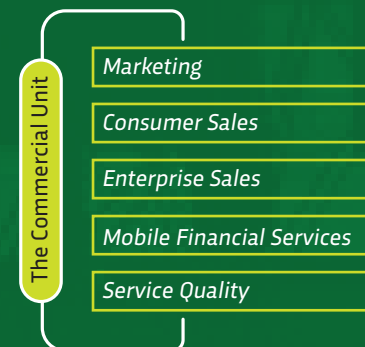 The Commercial Unit
Marketing
Consumer Sales
Enterprise Sales
Mobile Financial Services
Service Quality